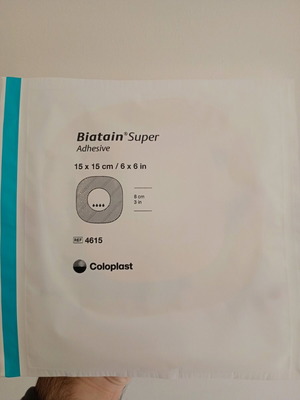 Biatain® Super
Adhesive
15 x 15 cm / 6 x 6 in
8 cm
3 in
REF 4615
Coloplast